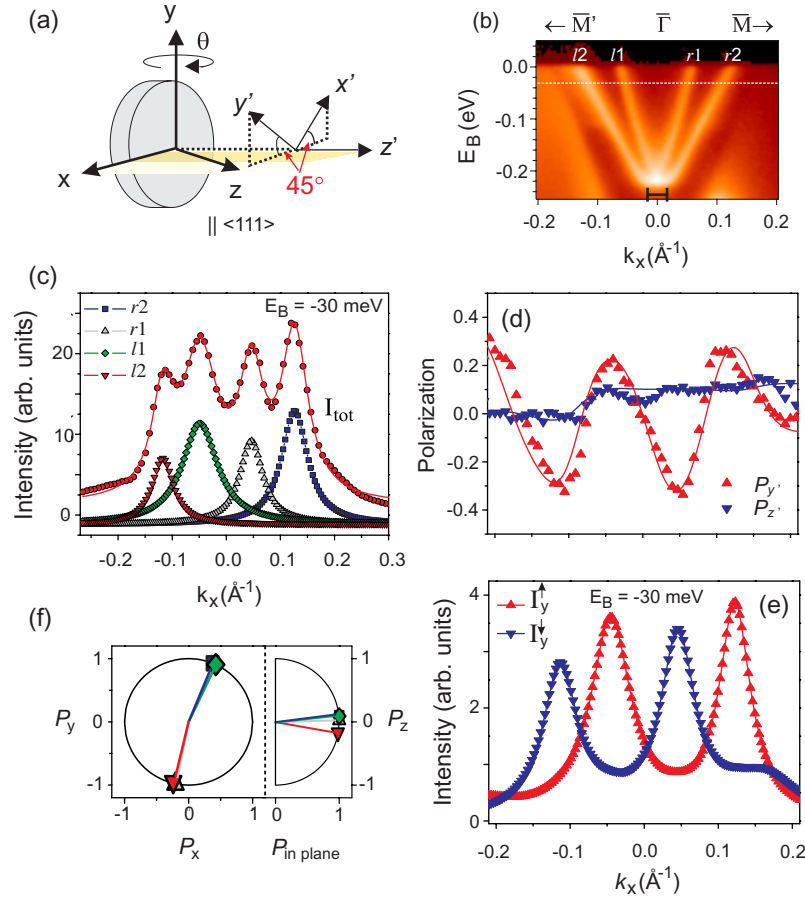 (a)
y
θ
y'
x'
z'
x
z
45°
|| <111>
(b)
← M̅'
Γ̅
M̅ →
l2
l1
r1
r2
E_B (eV)
0.0
-0.1
-0.2
-0.2
-0.1
0.0
0.1
0.2
k_x(Å⁻¹)
(c)
r2
r1
l1
l2
E_B = -30 meV
I_tot
Intensity (arb. units)
20
10
0
-0.2
-0.1
0.0
0.1
0.2
0.3
k_x(Å⁻¹)
(d)
Polarization
0.4
0.2
0.0
-0.2
-0.4
P_y'
P_z'
(e)
I_y↑
I_y↓
E_B = -30 meV
Intensity (arb. units)
4
2
0
-0.2
-0.1
0.0
0.1
0.2
k_x(Å⁻¹)
(f)
P_y
1
0
-1
-1
0
1
P_x
P_z
1
0
-1
0
1
P_in plane